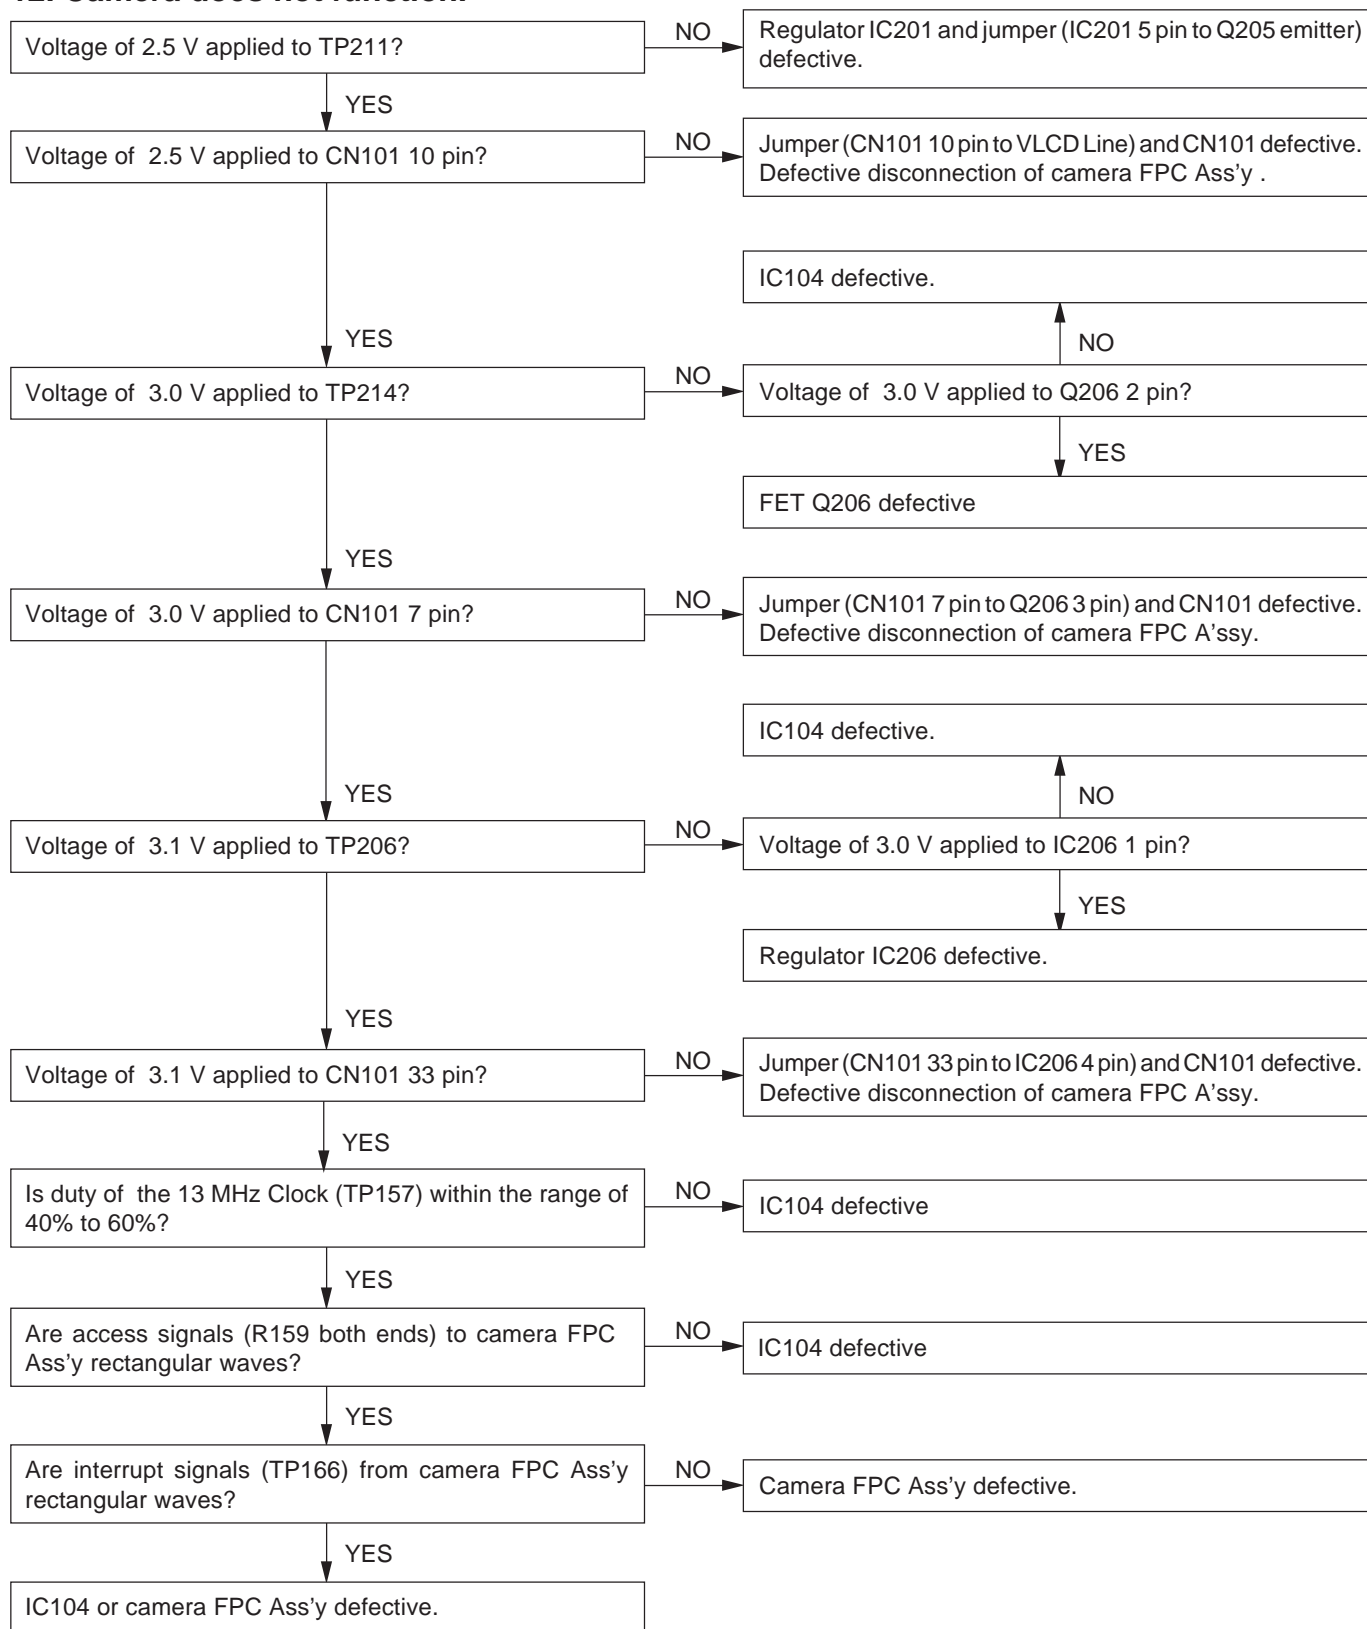 12. Camera does not function.
Voltage of 2.5 V applied to TP211?
NO
Regulator IC201 and jumper (IC201 5 pin to Q205 emitter)
defective.
YES
Voltage of 2.5 V applied to CN101 10 pin?
NO
Jumper (CN101 10 pin to VLCD Line) and CN101 defective.
Defective disconnection of camera FPC Ass'y .
IC104 defective.
YES
NO
Voltage of 3.0 V applied to TP214?
NO
Voltage of 3.0 V applied to Q206 2 pin?
YES
FET Q206 defective
YES
Voltage of 3.0 V applied to CN101 7 pin?
NO
Jumper (CN101 7 pin to Q206 3 pin) and CN101 defective.
Defective disconnection of camera FPC A'ssy.
IC104 defective.
YES
NO
Voltage of 3.1 V applied to TP206?
NO
Voltage of 3.0 V applied to IC206 1 pin?
YES
Regulator IC206 defective.
YES
Voltage of 3.1 V applied to CN101 33 pin?
NO
Jumper (CN101 33 pin to IC206 4 pin) and CN101 defective.
Defective disconnection of camera FPC A'ssy.
YES
Is duty of the 13 MHz Clock (TP157) within the range of
40% to 60%?
NO
IC104 defective
YES
Are access signals (R159 both ends) to camera FPC
Ass'y rectangular waves?
NO
IC104 defective
YES
Are interrupt signals (TP166) from camera FPC Ass'y
rectangular waves?
NO
Camera FPC Ass'y defective.
YES
IC104 or camera FPC Ass'y defective.